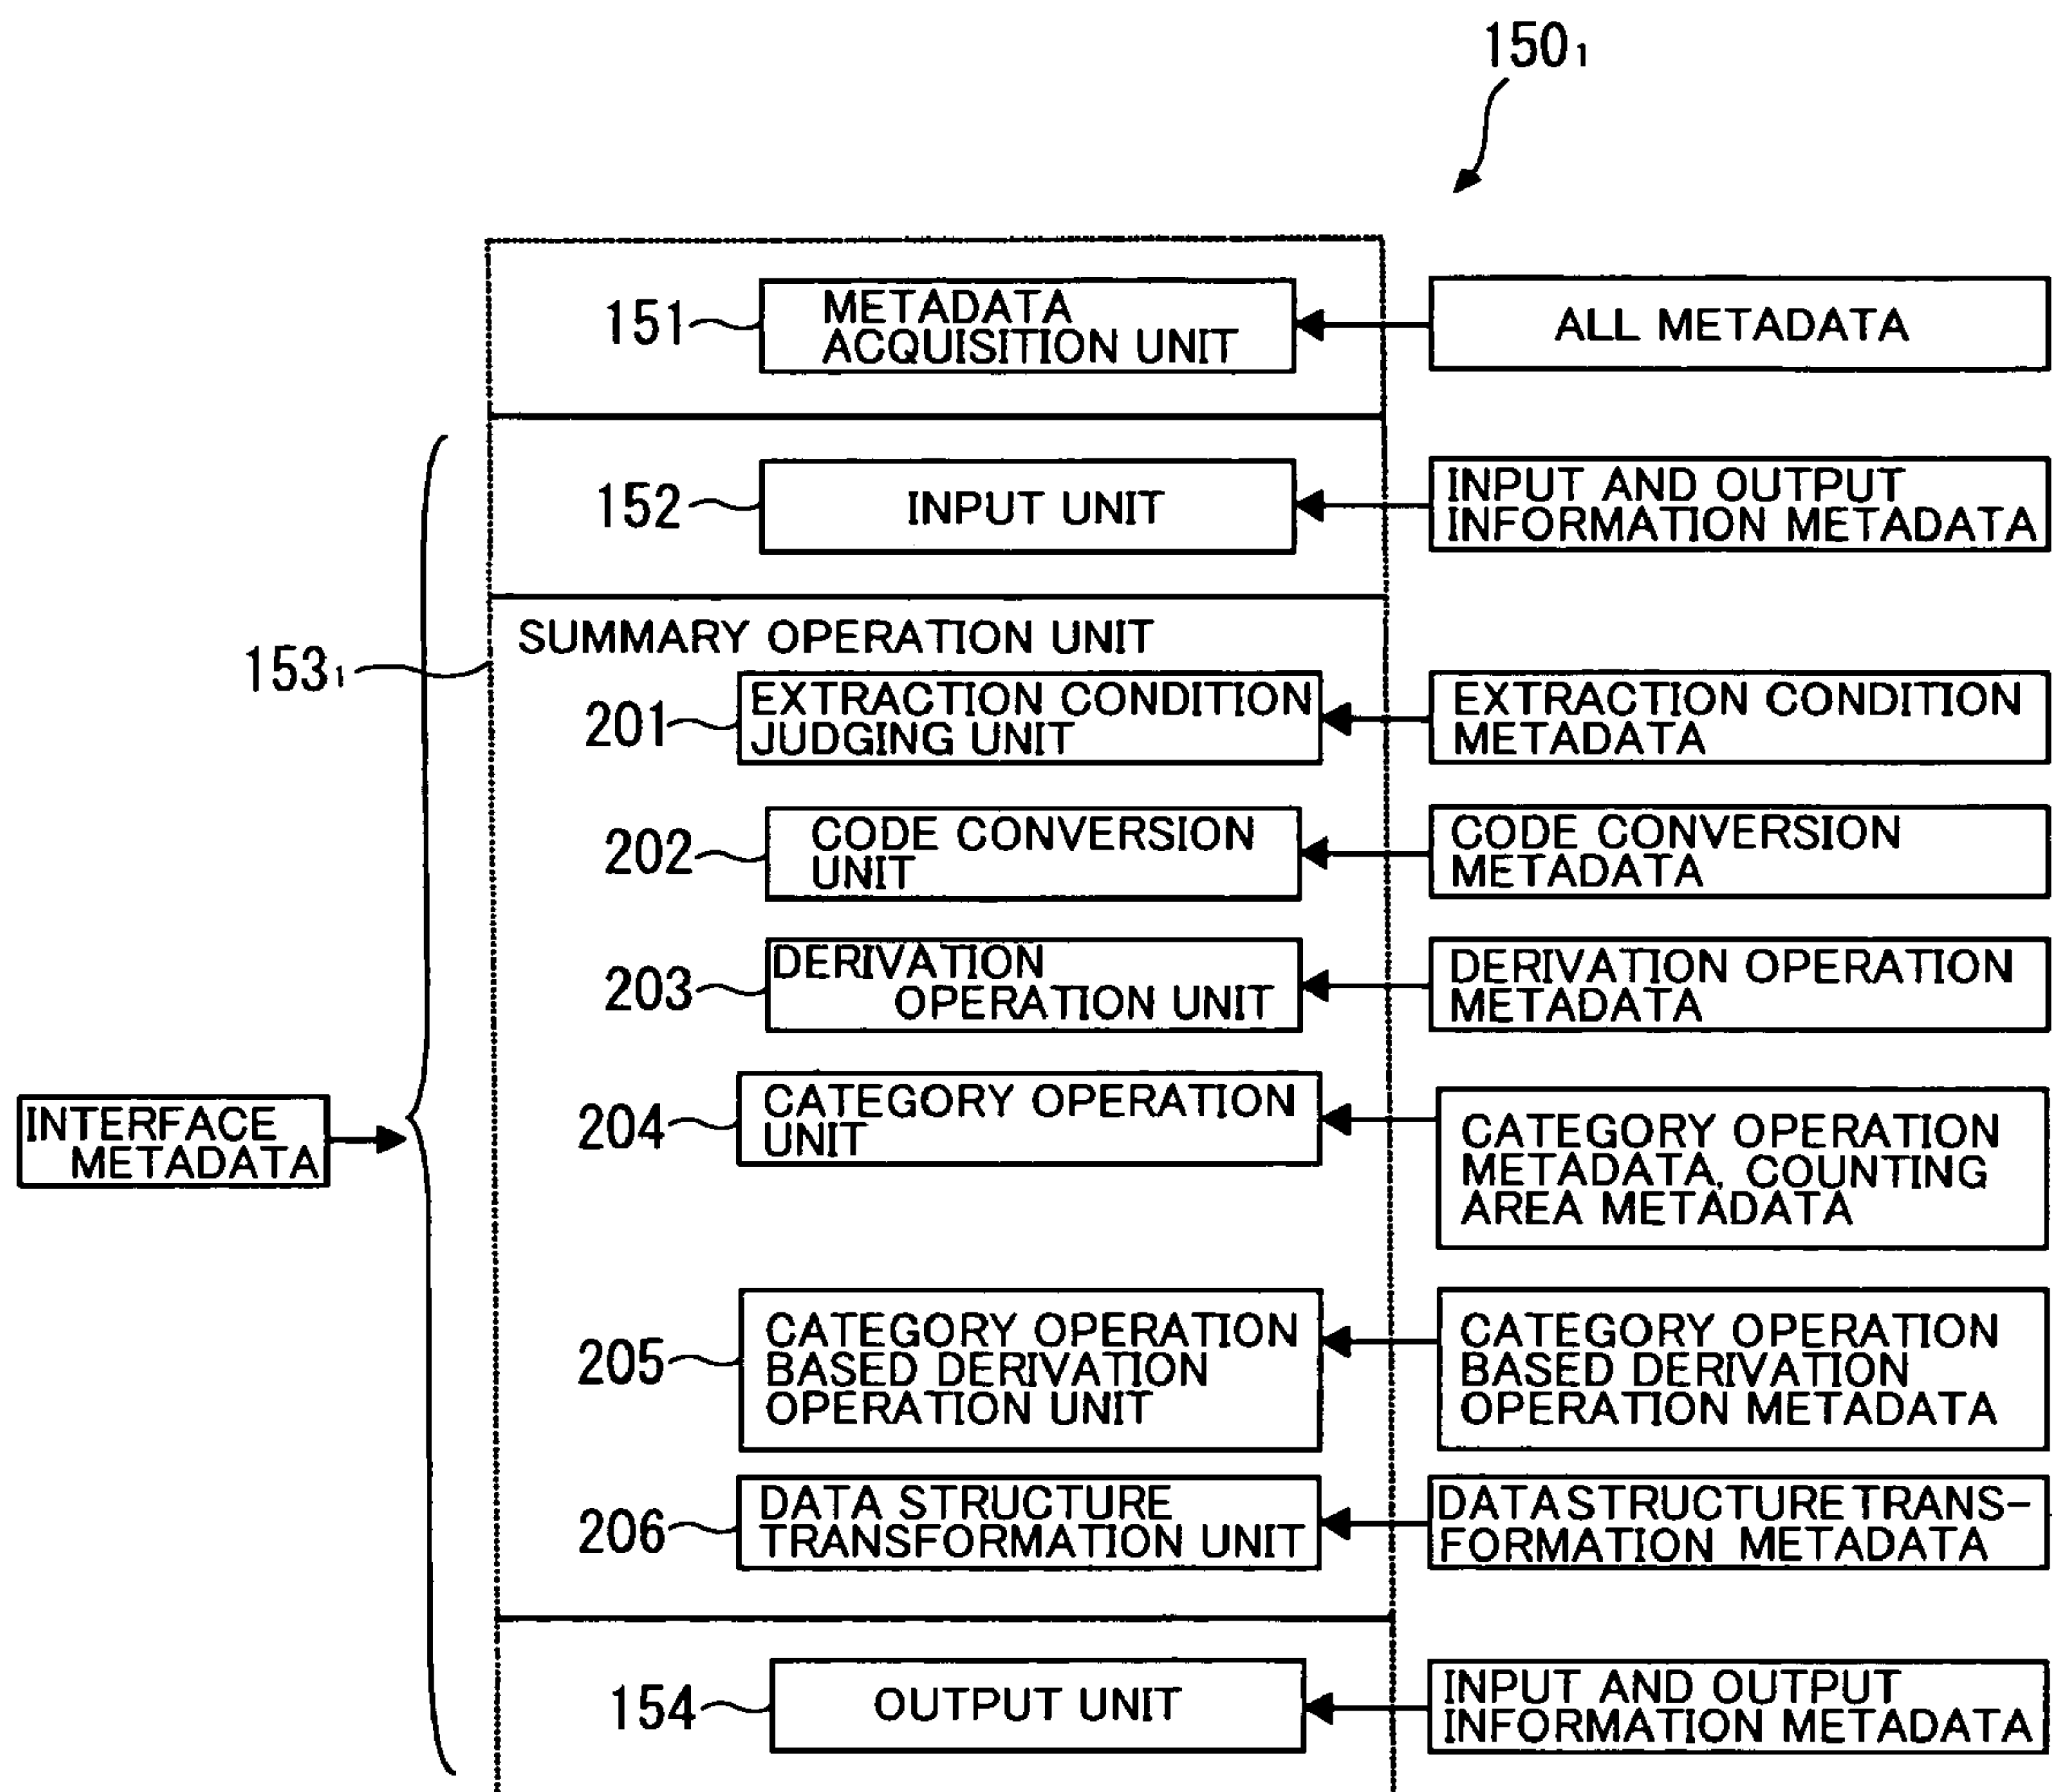 150₁
151
METADATA
ACQUISITION UNIT
ALL METADATA
152
INPUT UNIT
INPUT AND OUTPUT
INFORMATION METADATA
153₁
SUMMARY OPERATION UNIT
201
EXTRACTION CONDITION
JUDGING UNIT
EXTRACTION CONDITION
METADATA
202
CODE CONVERSION
UNIT
CODE CONVERSION
METADATA
203
DERIVATION
OPERATION UNIT
DERIVATION OPERATION
METADATA
INTERFACE
METADATA
204
CATEGORY OPERATION
UNIT
CATEGORY OPERATION
METADATA, COUNTING
AREA METADATA
205
CATEGORY OPERATION
BASED DERIVATION
OPERATION UNIT
CATEGORY OPERATION
BASED DERIVATION
OPERATION METADATA
206
DATA STRUCTURE
TRANSFORMATION UNIT
DATA STRUCTURE TRANS-
FORMATION METADATA
154
OUTPUT UNIT
INPUT AND OUTPUT
INFORMATION METADATA